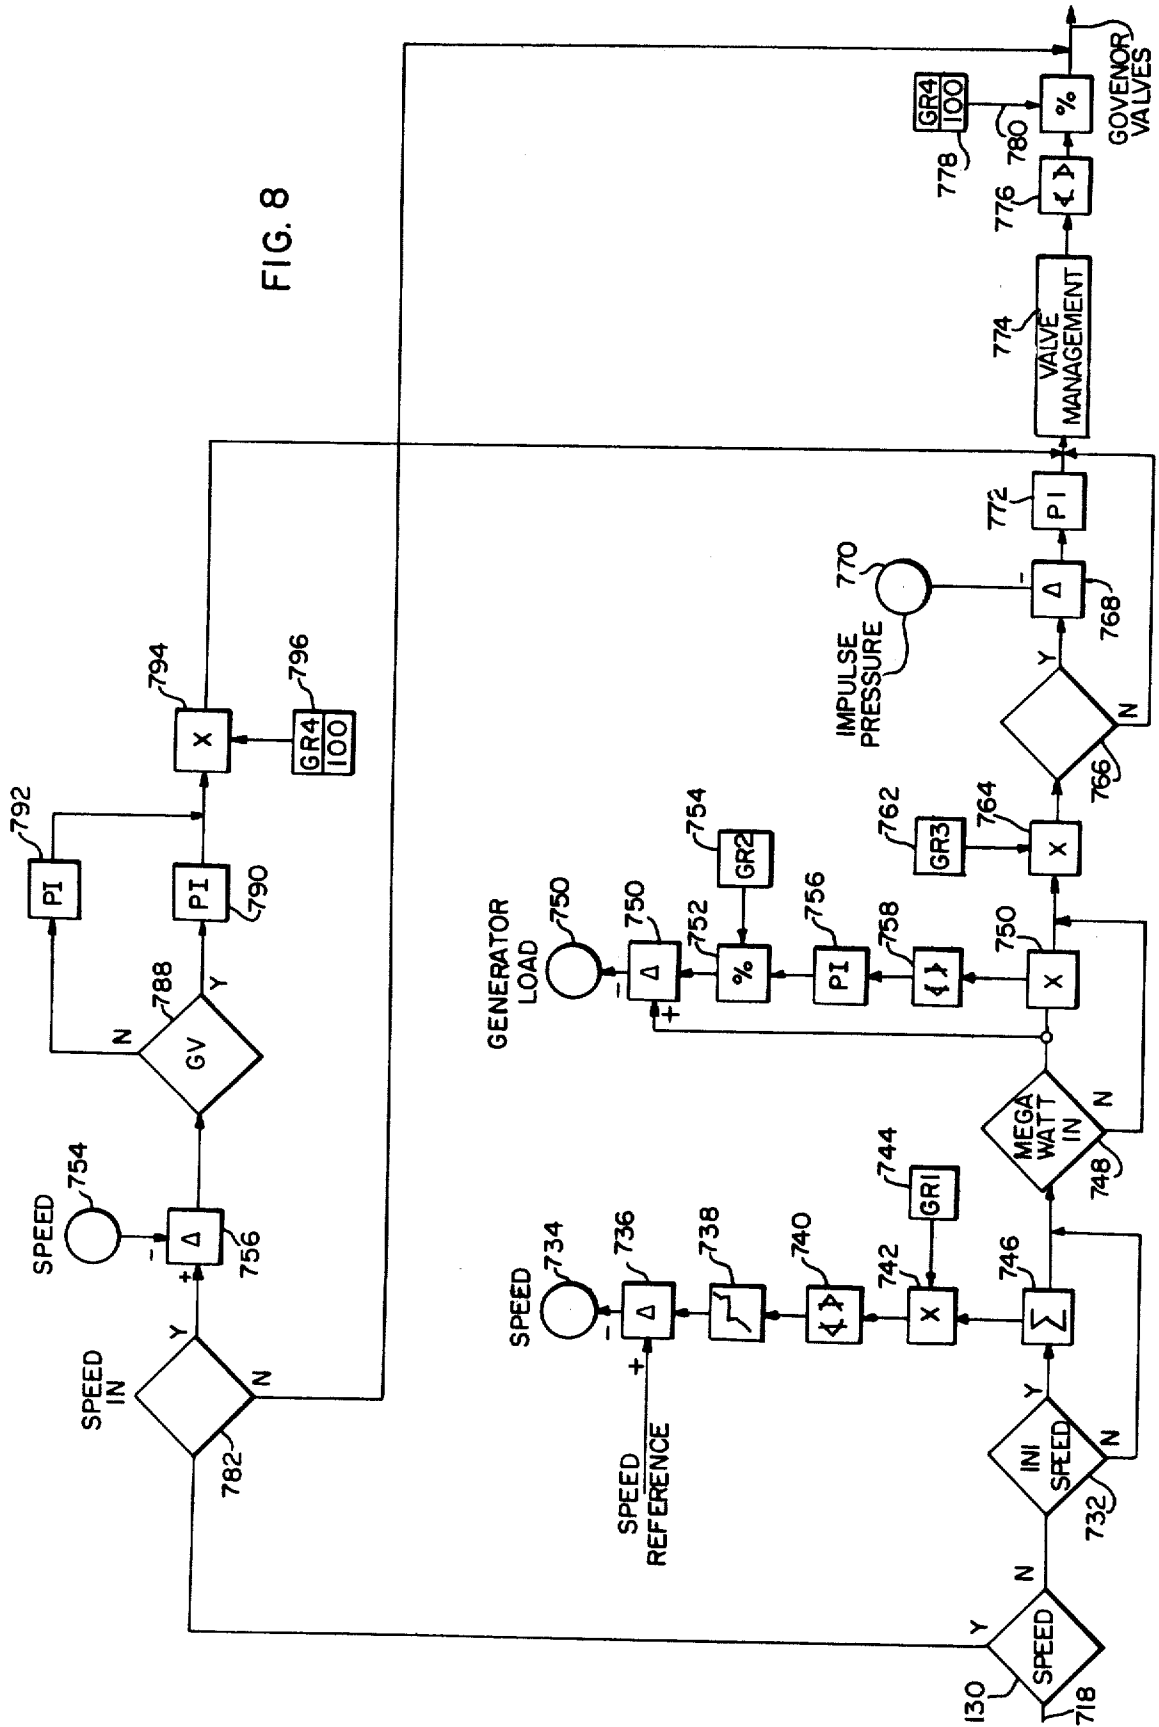 FIG. 8
SPEED
IN
782
Y
N
SPEED
754
-
+
Δ
756
GV
788
N
Y
PI
792
PI
790
X
794
GR4
100
796
SPEED
REFERENCE
+
-
SPEED
734
Δ
736
738
740
X
742
GR1
744
Σ
746
GENERATOR
LOAD
750
-
+
Δ
750
%
752
GR2
754
PI
756
758
X
750
GR3
762
X
764
IMPULSE
PRESSURE
770
-
Δ
768
PI
772
VALVE
MANAGEMENT
774
776
GR4
100
778
780
%
GOVENOR
VALVES
718
130
SPEED
Y
N
INI
SPEED
732
Y
N
MEGA
WATT
IN
748
N
766
Y
N